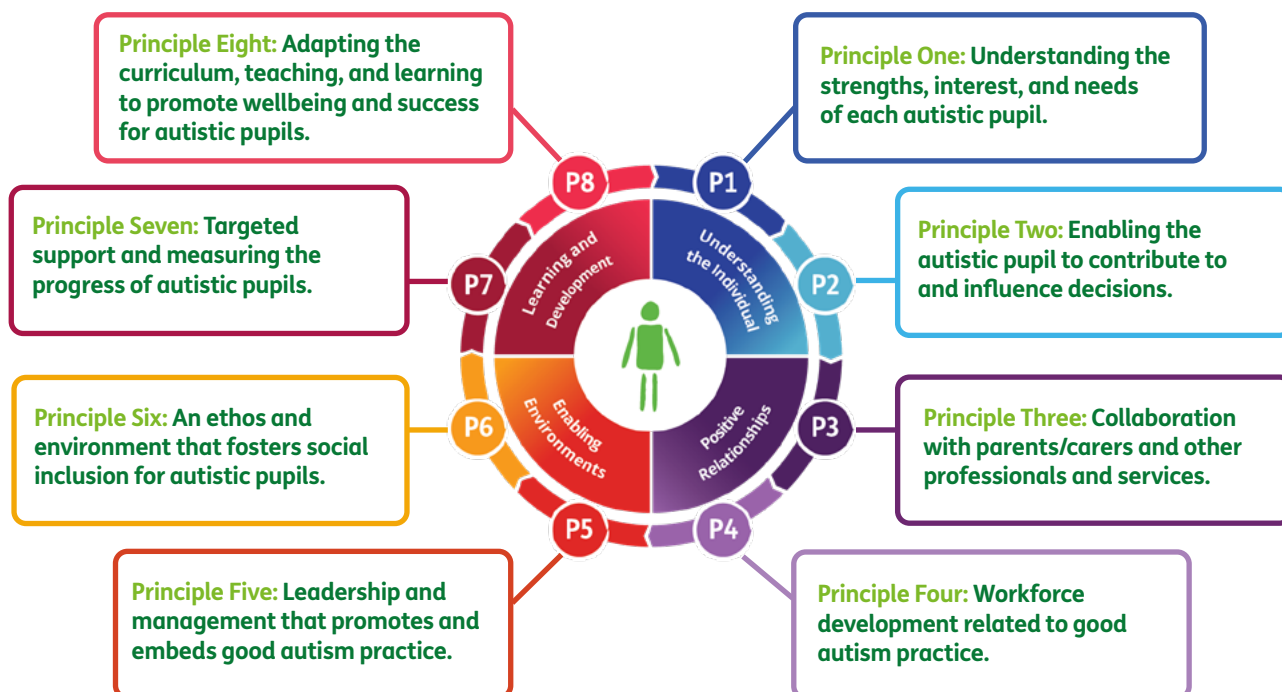 Principle One: Understanding the
strengths, interest, and needs
of each autistic pupil.
Principle Two: Enabling the
autistic pupil to contribute to
and influence decisions.
Principle Three: Collaboration
with parents/carers and other
professionals and services.
Principle Four: Workforce
development related to good
autism practice.
Principle Five: Leadership and
management that promotes and
embeds good autism practice.
Principle Six: An ethos and
environment that fosters social
inclusion for autistic pupils.
Principle Seven: Targeted
support and measuring the
progress of autistic pupils.
Principle Eight: Adapting the
curriculum, teaching, and learning
to promote wellbeing and success
for autistic pupils.
P1
P2
P3
P4
P5
P6
P7
P8
Understanding
the Individual
Positive
Relationships
Enabling
Environments
Learning and
Development